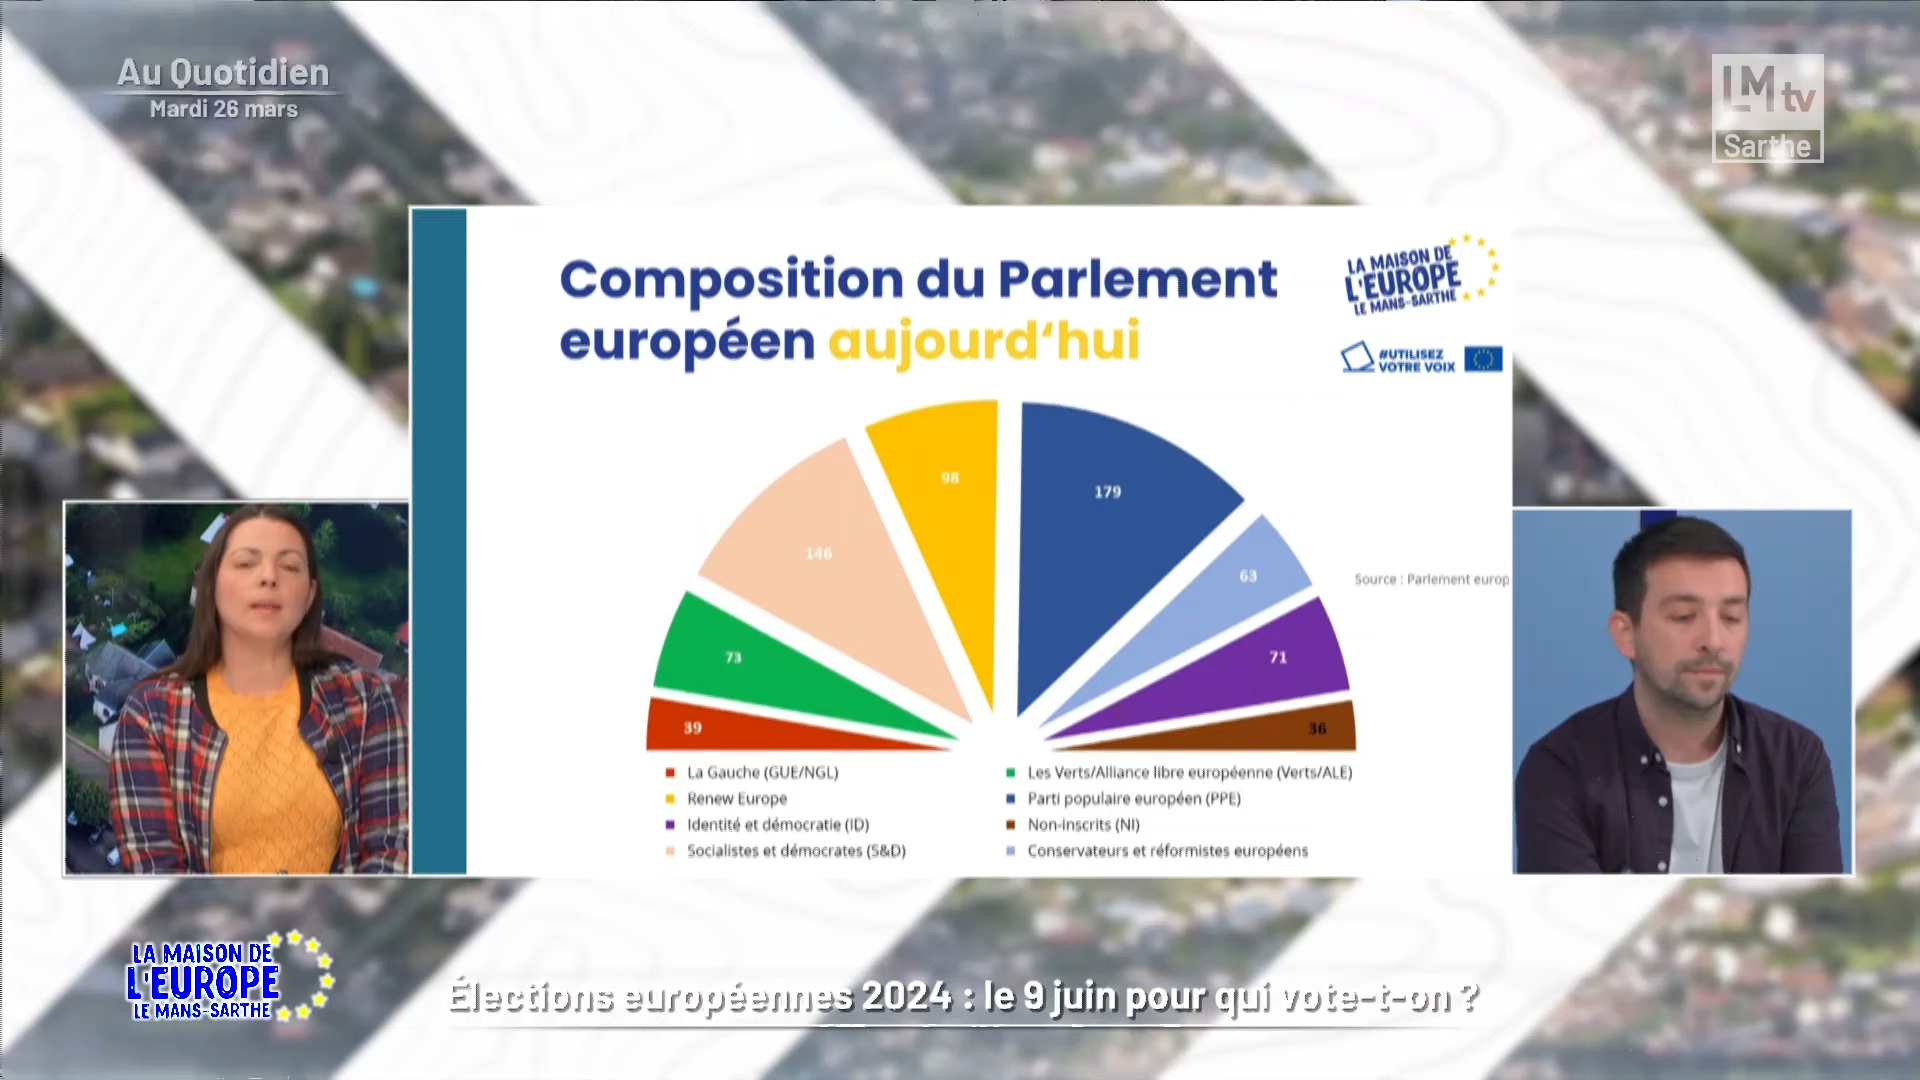 Au Quotidien
Mardi 26 mars
LM tv
Sarthe
Composition du Parlement
européen aujourd‘hui
LA MAISON DE
L'EUROPE
LE MANS-SARTHE
#UTILISEZ
VOTRE VOIX
98
179
146
63
Source : Parlement europ
73
71
39
36
La Gauche (GUE/NGL)
Les Verts/Alliance libre européenne (Verts/ALE)
Renew Europe
Parti populaire européen (PPE)
Identité et démocratie (ID)
Non-inscrits (NI)
Socialistes et démocrates (S&D)
Conservateurs et réformistes européens
LA MAISON DE
L'EUROPE
LE MANS-SARTHE
Élections européennes 2024 : le 9 juin pour qui vote-t-on ?